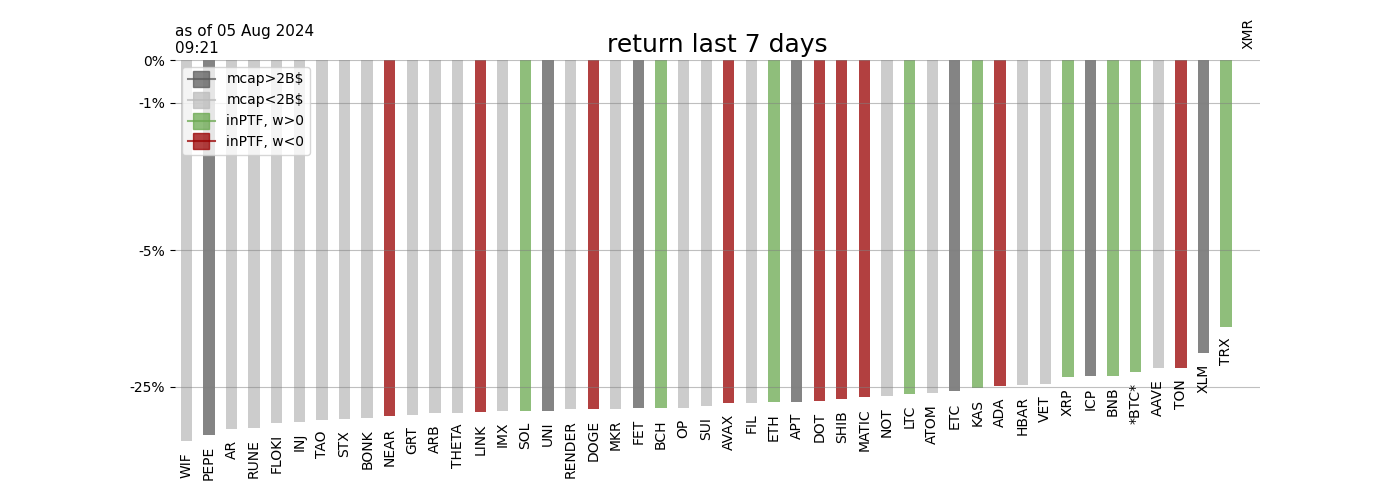 as of 05 Aug 2024
09:21
return last 7 days
XMR
0%
-1%
-5%
-25%
mcap>2B$
mcap<2B$
inPTF, w>0
inPTF, w<0
WIF
PEPE
AR
RUNE
FLOKI
INJ
TAO
STX
BONK
NEAR
GRT
ARB
THETA
LINK
IMX
SOL
UNI
RENDER
DOGE
MKR
FET
BCH
OP
SUI
AVAX
FIL
ETH
APT
DOT
SHIB
MATIC
NOT
LTC
ATOM
ETC
KAS
ADA
HBAR
VET
XRP
ICP
BNB
*BTC*
AAVE
TON
XLM
TRX